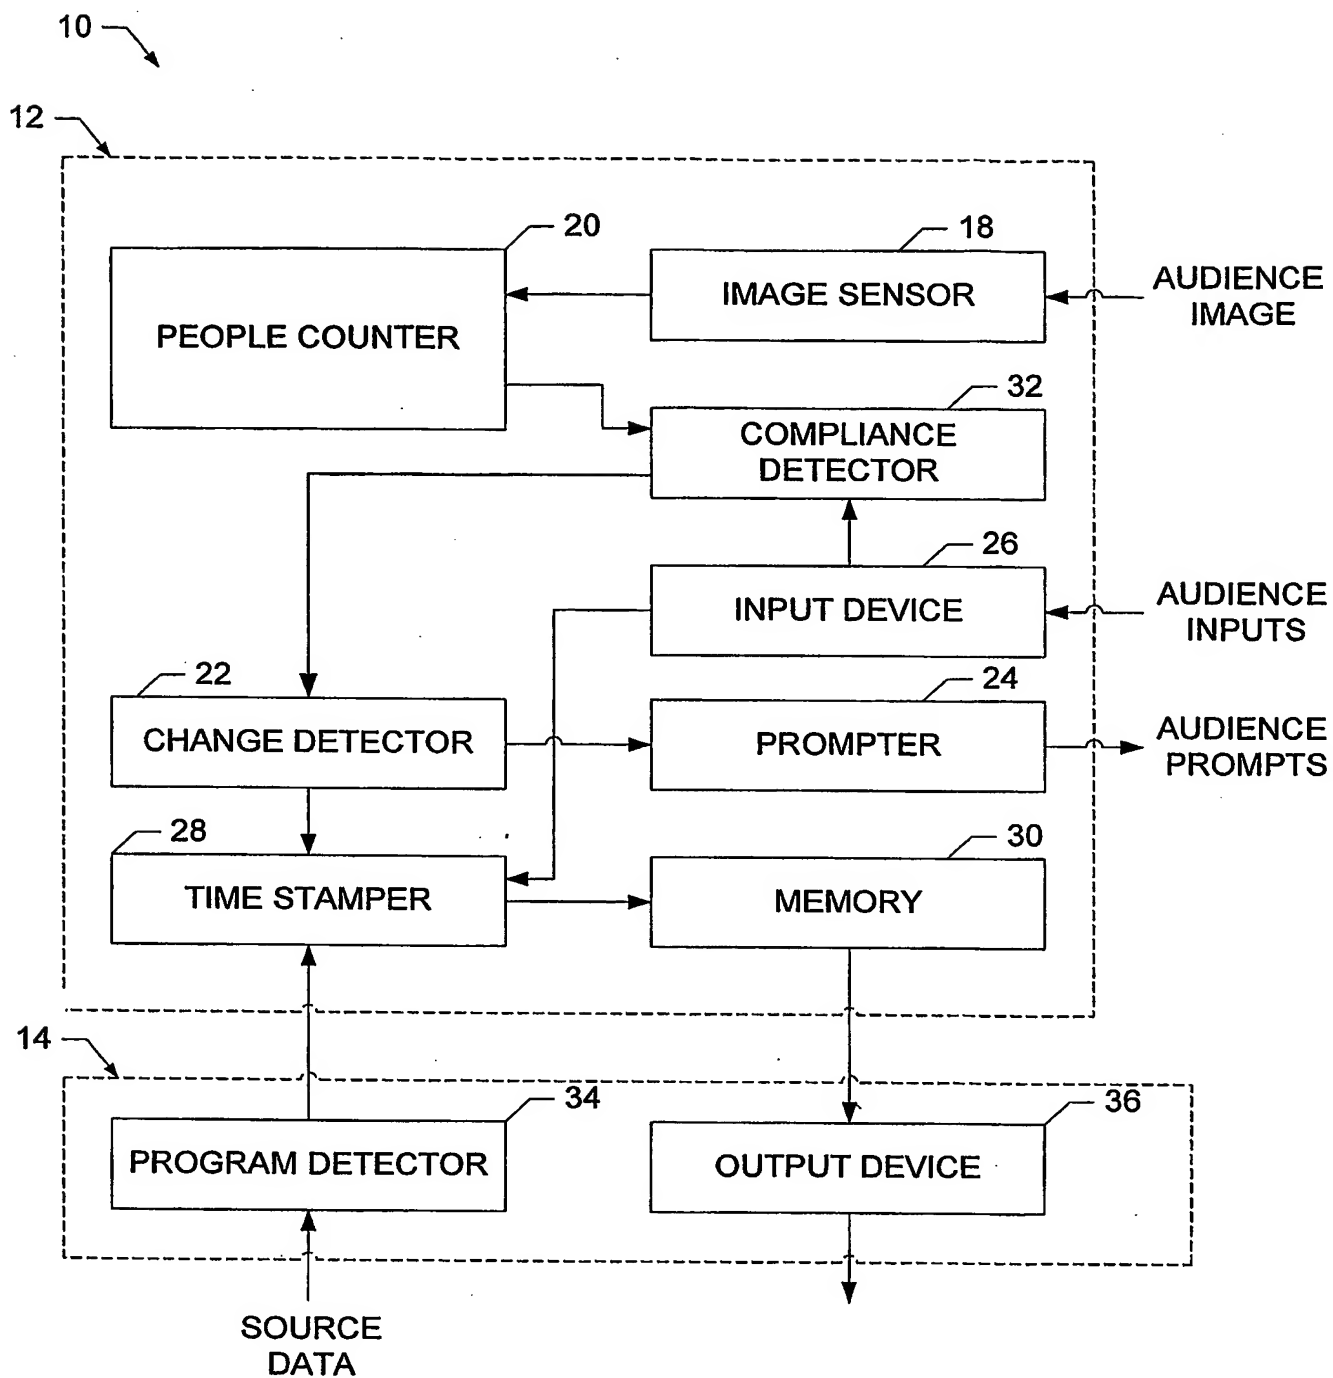 10
12
20
18
PEOPLE COUNTER
IMAGE SENSOR
AUDIENCE
IMAGE
32
COMPLIANCE
DETECTOR
26
INPUT DEVICE
AUDIENCE
INPUTS
22
24
CHANGE DETECTOR
PROMPTER
AUDIENCE
PROMPTS
28
30
TIME STAMPER
MEMORY
14
34
36
PROGRAM DETECTOR
OUTPUT DEVICE
SOURCE
DATA